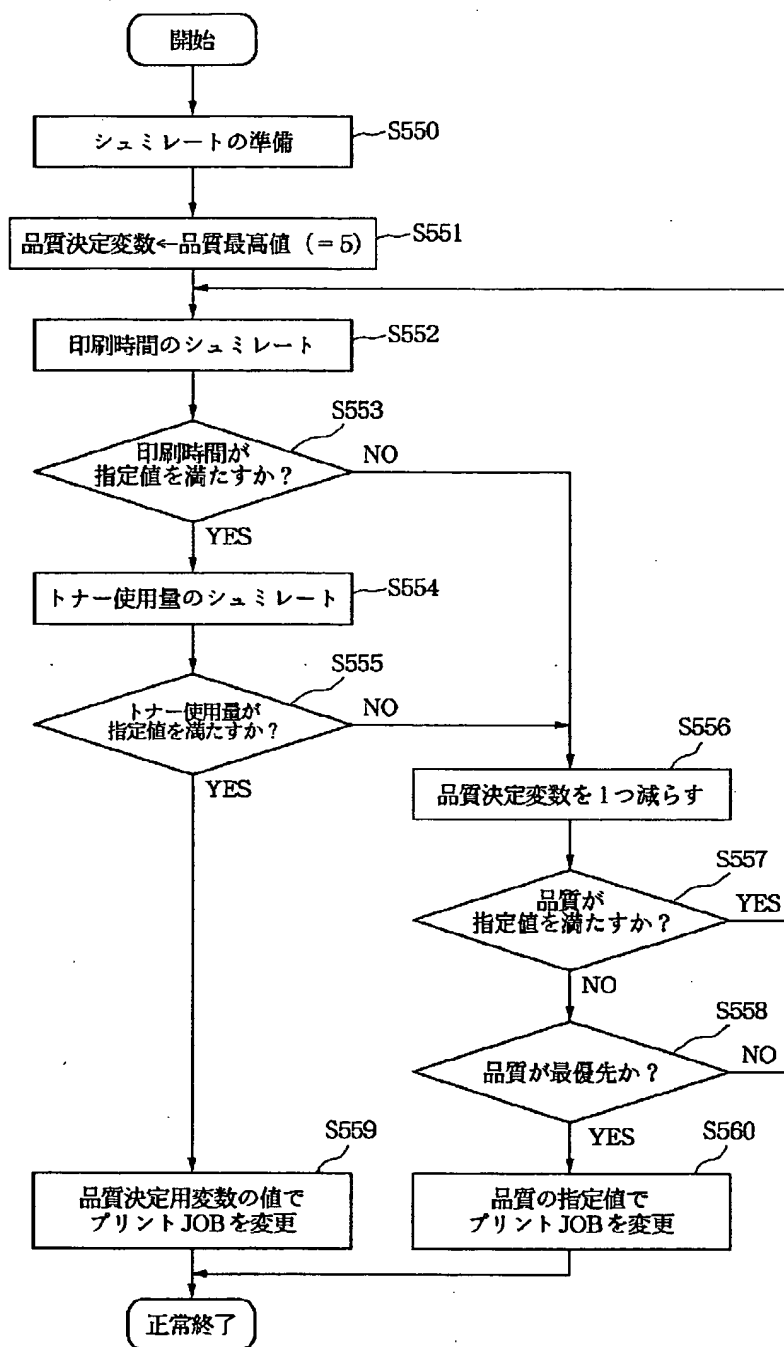 開始
シュミレートの準備
S550
品質決定変数←品質最高値（＝5）
S551
印刷時間のシュミレート
S552
S553
印刷時間が
指定値を満たすか？
NO
YES
トナー使用量のシュミレート
S554
S555
トナー使用量が
指定値を満たすか？
NO
YES
S556
品質決定変数を1つ減らす
S557
品質が
指定値を満たすか？
YES
NO
S558
品質が最優先か？
NO
YES
S559
品質決定用変数の値で
プリントJOBを変更
S560
品質の指定値で
プリントJOBを変更
正常終了